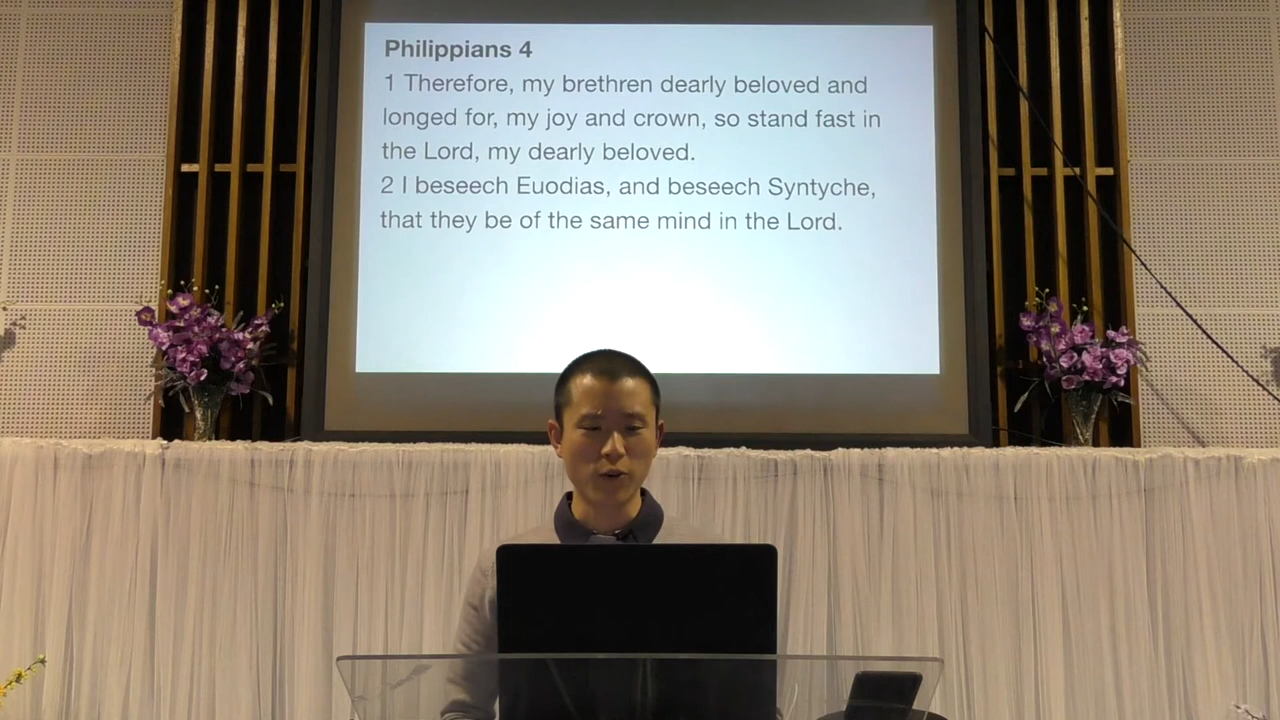 Philippians 4
1 Therefore, my brethren dearly beloved and
longed for, my joy and crown, so stand fast in
the Lord, my dearly beloved.
2 I beseech Euodias, and beseech Syntyche,
that they be of the same mind in the Lord.